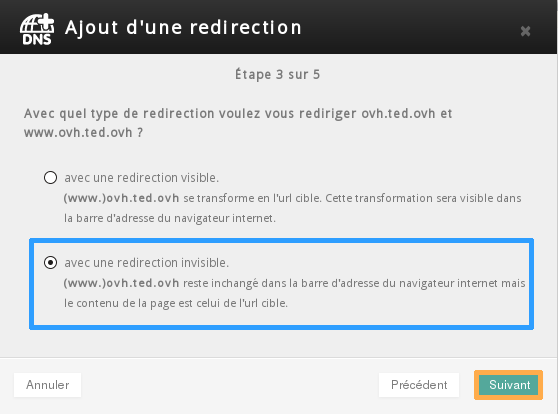 DNS
Ajout d'une redirection
Étape 3 sur 5
Avec quel type de redirection voulez vous rediriger ovh.ted.ovh et
www.ovh.ted.ovh ?
avec une redirection visible.
(www.)ovh.ted.ovh se transforme en l'url cible. Cette transformation sera visible dans
la barre d'adresse du navigateur internet.
avec une redirection invisible.
(www.)ovh.ted.ovh reste inchangè dans la barre d'adresse du navigateur internet mais
le contenu de la page est celui de l'url cible.
Annuler
Précédent
Suivant